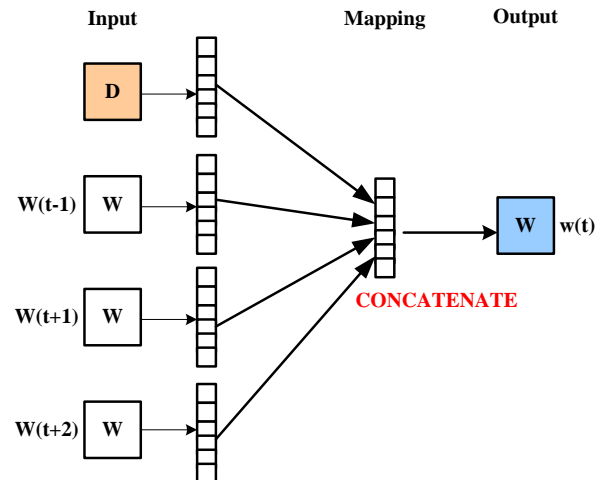 Input Mapping Output
D
W(t-1) W
W w(t)
CONCATENATE
W(t+1) W
W(t+2) W